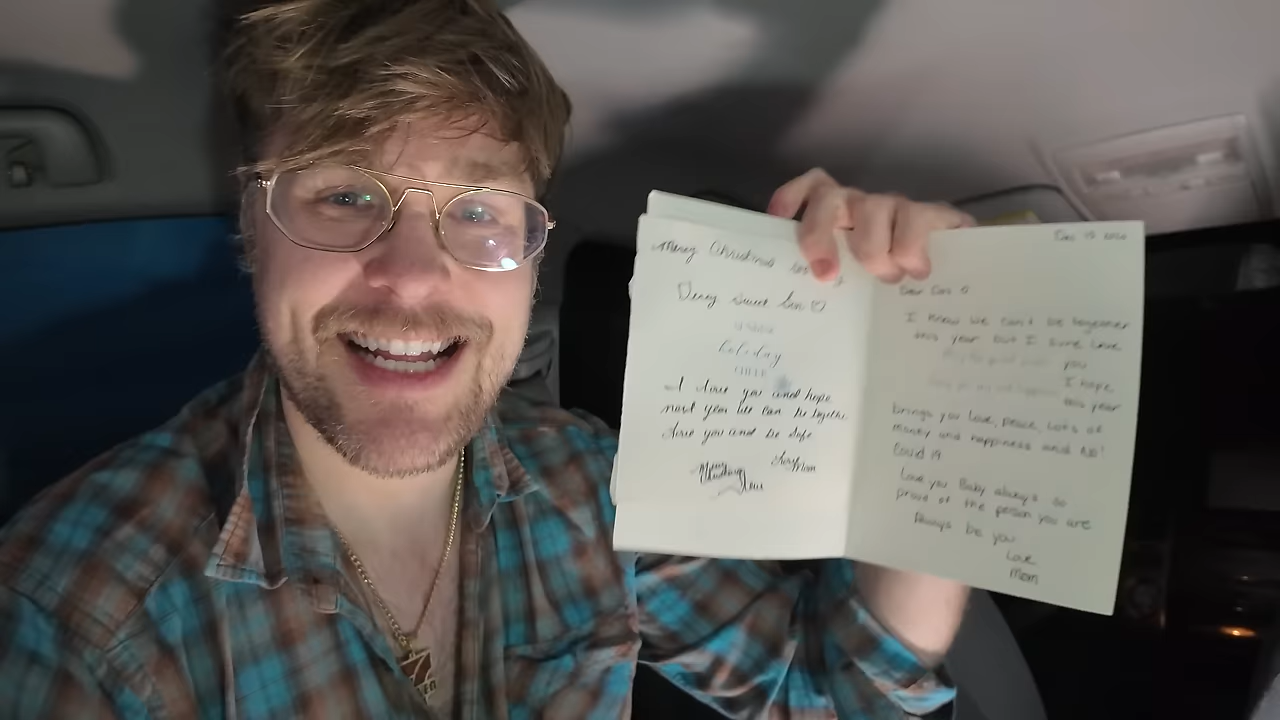 Merry Christmas
Very sweet Son ♡
holiday
I love you and hope
next year we can be together
Love you and be safe
Love Mom
Merry
Christmas
Dec 19, 2020
Dear Son
I know we can't be together
this year but I sure love
you
I hope
this year
brings you love, peace, lots of
money and happiness and NO!
Covid 19
Love you Baby always so
proud of the person you are
Always be you
Love
Mom